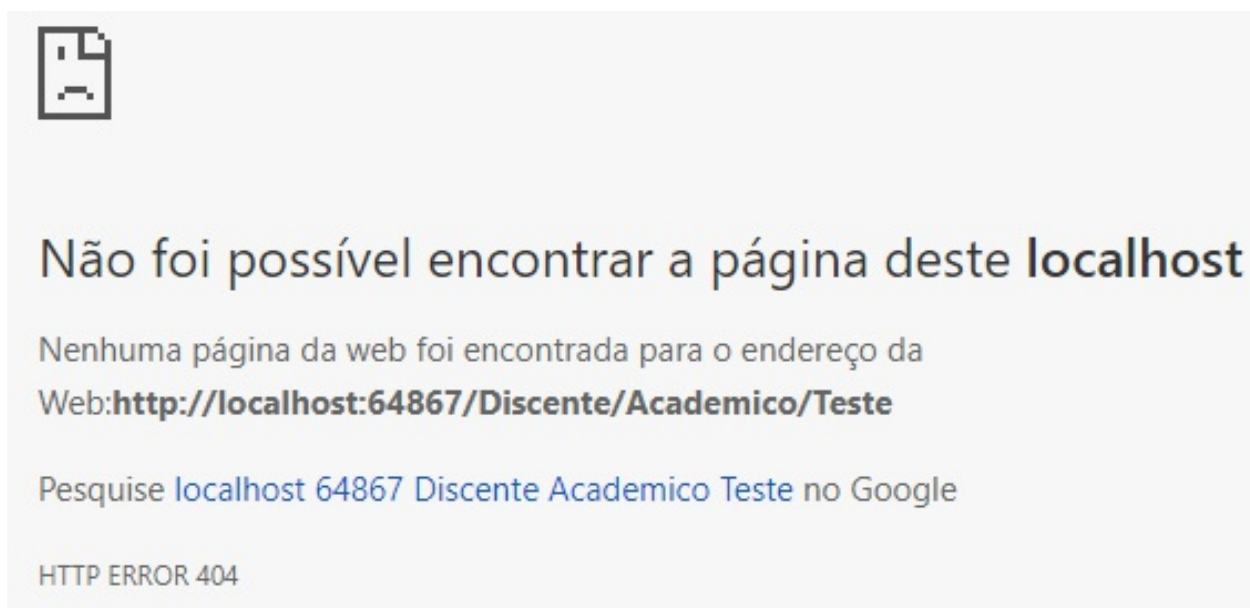 Não foi possível encontrar a página deste localhost
Nenhuma página da web foi encontrada para o endereço da
Web:http://localhost:64867/Discente/Academico/Teste
Pesquise localhost 64867 Discente Academico Teste no Google
HTTP ERROR 404